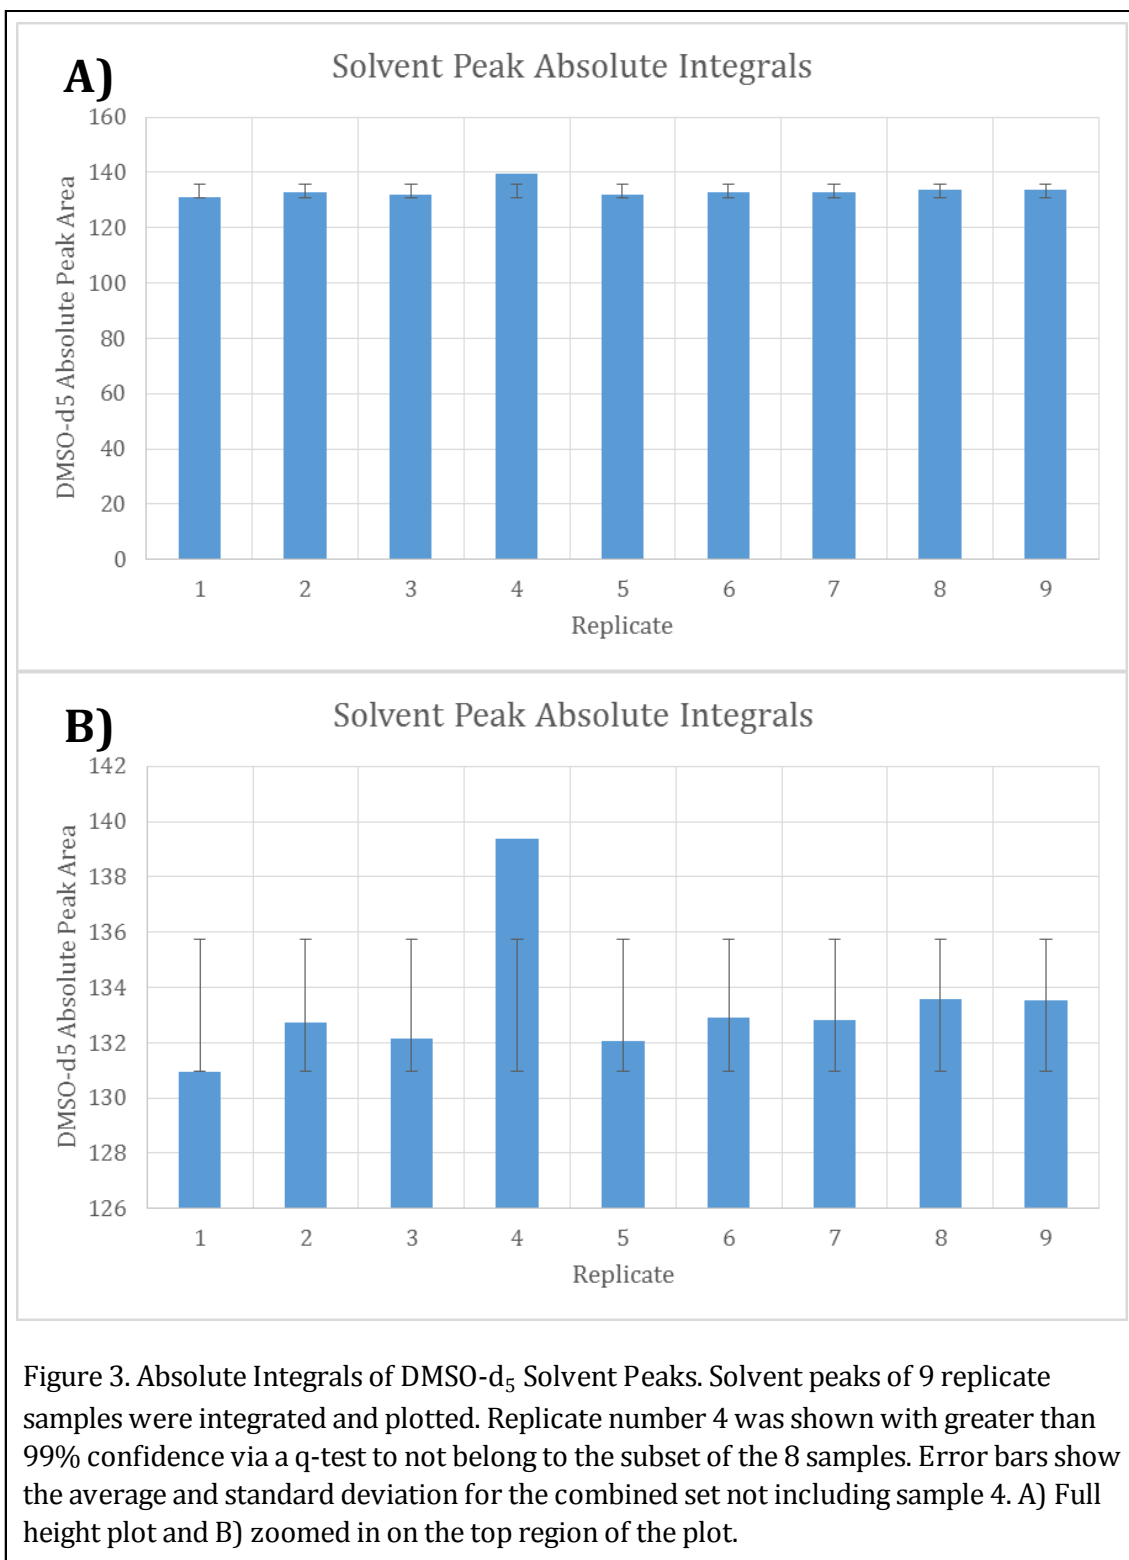 A)
Solvent Peak Absolute Integrals
DMSO-d5 Absolute Peak Area
160
140
120
100
80
60
40
20
0
1 2 3 4 5 6 7 8 9
Replicate
B)
Solvent Peak Absolute Integrals
DMSO-d5 Absolute Peak Area
142
140
138
136
134
132
130
128
126
1 2 3 4 5 6 7 8 9
Replicate
Figure 3. Absolute Integrals of DMSO-d₅ Solvent Peaks. Solvent peaks of 9 replicate
samples were integrated and plotted. Replicate number 4 was shown with greater than
99% confidence via a q-test to not belong to the subset of the 8 samples. Error bars show
the average and standard deviation for the combined set not including sample 4. A) Full
height plot and B) zoomed in on the top region of the plot.